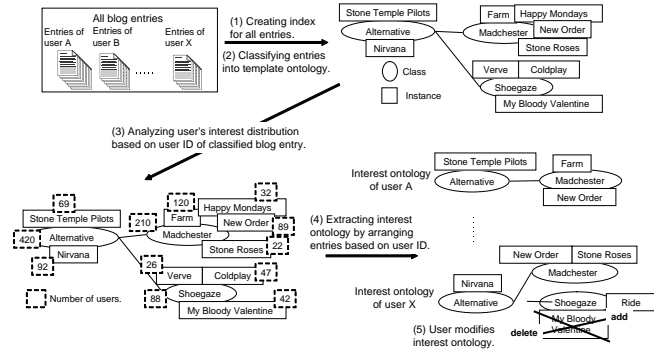 All blog entries
Entries of
user A
Entries of
user B
Entries of
user X
.....
(1) Creating index
for all entries.
(2) Classifying entries
into template ontology.
Stone Temple Pilots
Alternative
Nirvana
Farm
Happy Mondays
Madchester
New Order
Stone Roses
Class
Instance
Verve
Coldplay
Shoegaze
My Bloody Valentine
(3) Analyzing user's interest distribution
based on user ID of classified blog entry.
69
Stone Temple Pilots
420
Alternative
Nirvana
92
120
32
Happy Mondays
210
Farm
New Order
89
Madchester
Stone Roses
22
26
Verve
Coldplay
47
88
Shoegaze
42
My Bloody Valentine
Number of users.
(4) Extracting interest
ontology by arranging
entries based on user ID.
Interest ontology
of user A
Stone Temple Pilots
Alternative
Farm
Madchester
New Order
Interest ontology
of user X
Nirvana
Alternative
New Order
Stone Roses
Madchester
Shoegaze
Ride
My Bloody
Valentine
add
delete
(5) User modifies
interest ontology.